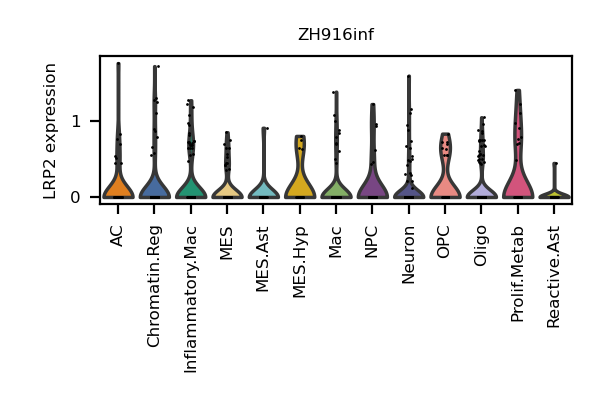 ZH916inf
LRP2 expression
1
0
AC
Chromatin.Reg
Inflammatory.Mac
MES
MES.Ast
MES.Hyp
Mac
NPC
Neuron
OPC
Oligo
Prolif.Metab
Reactive.Ast